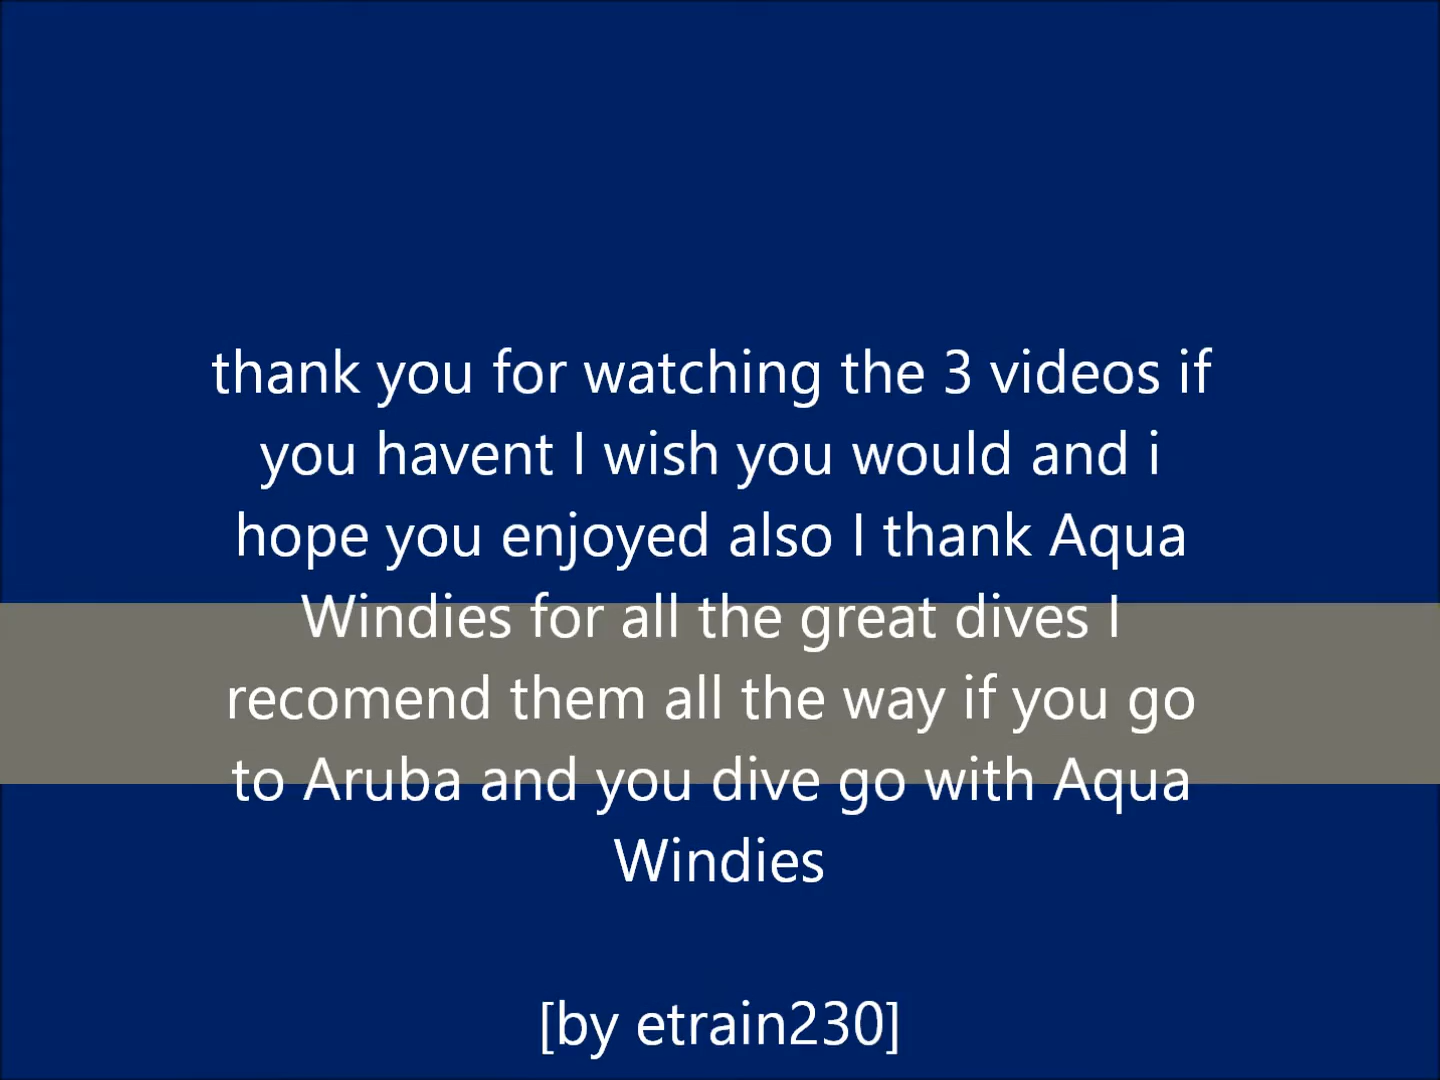 thank you for watching the 3 videos if
you havent I wish you would and i
hope you enjoyed also I thank Aqua
Windies for all the great dives I
recomend them all the way if you go
to Aruba and you dive go with Aqua
Windies
[by etrain230]